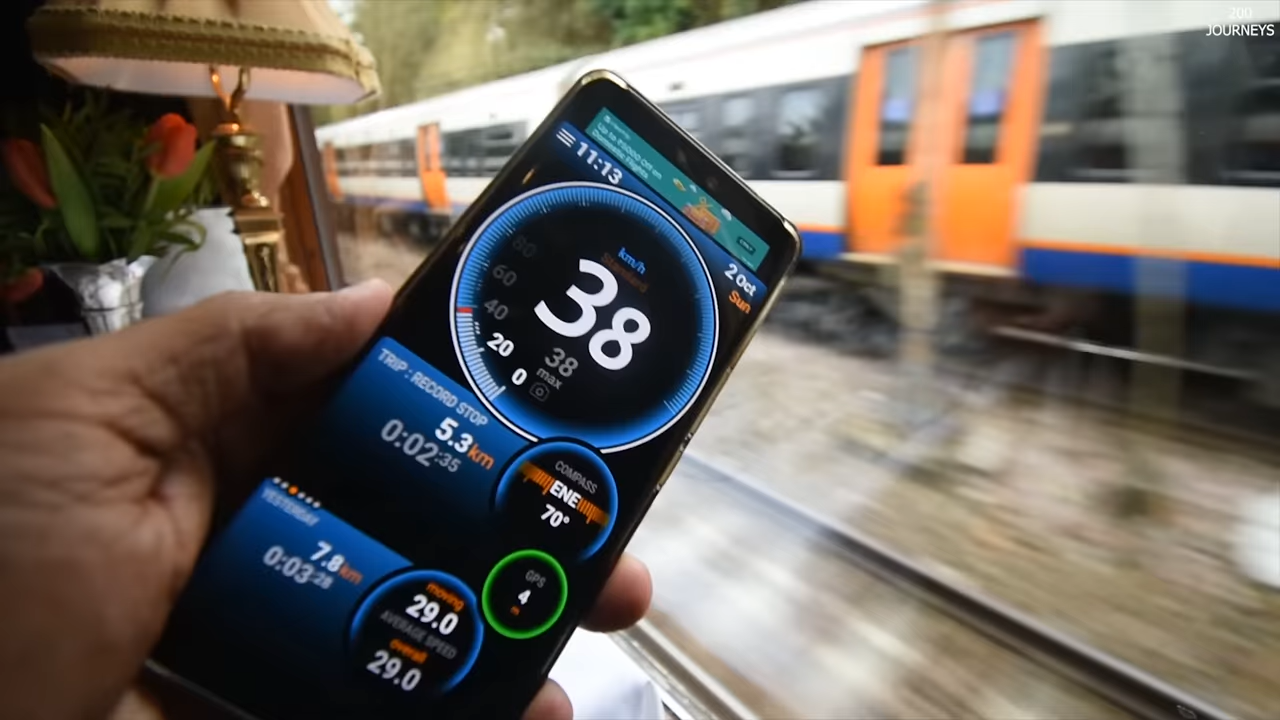 200
JOURNEYS
11:13
2 Oct
Sun
km/h
Standard
38
38
max
80
60
40
20
0
TRIP : RECORD STOP
5.3 km
0:02:35
COMPASS
ENE
70°
YESTERDAY
7.8 km
0:03:28
GPS
4
m
moving
29.0
AVERAGE SPEED
overall
29.0